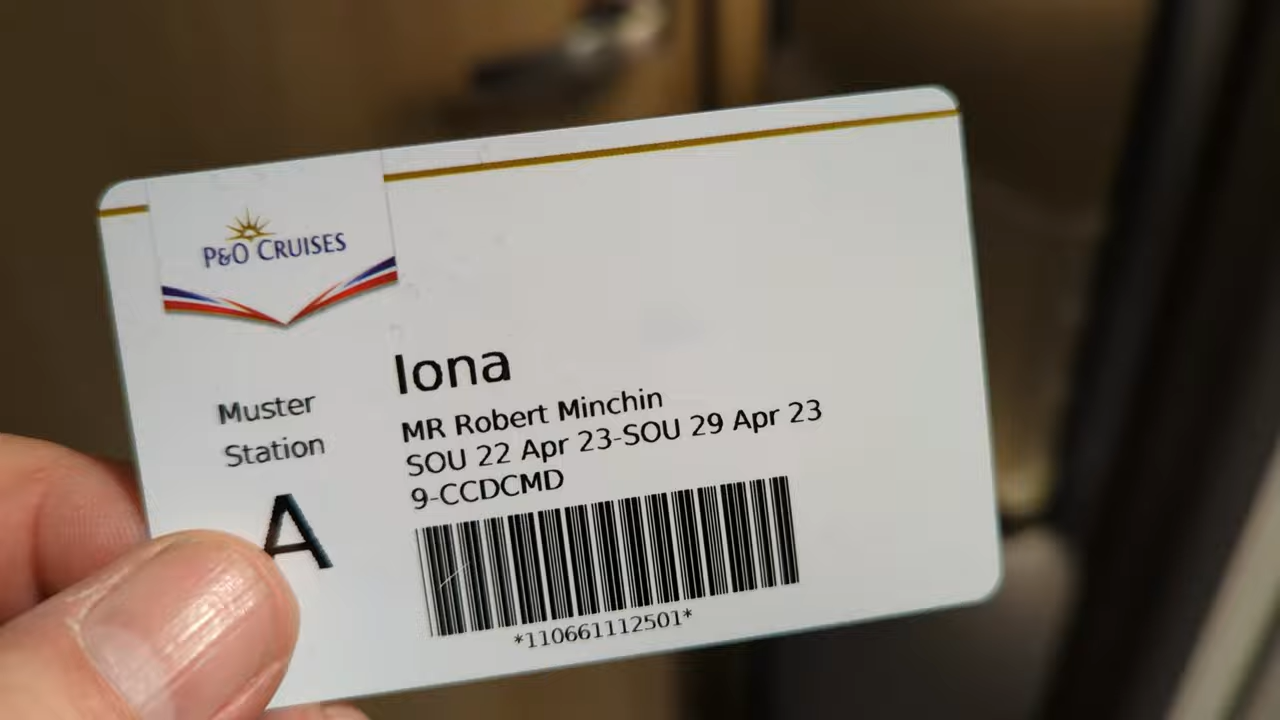 P&O CRUISES
Muster
Station
A
Iona
MR Robert Minchin
SOU 22 Apr 23-SOU 29 Apr 23
9-CCDCMD
*110661112501*